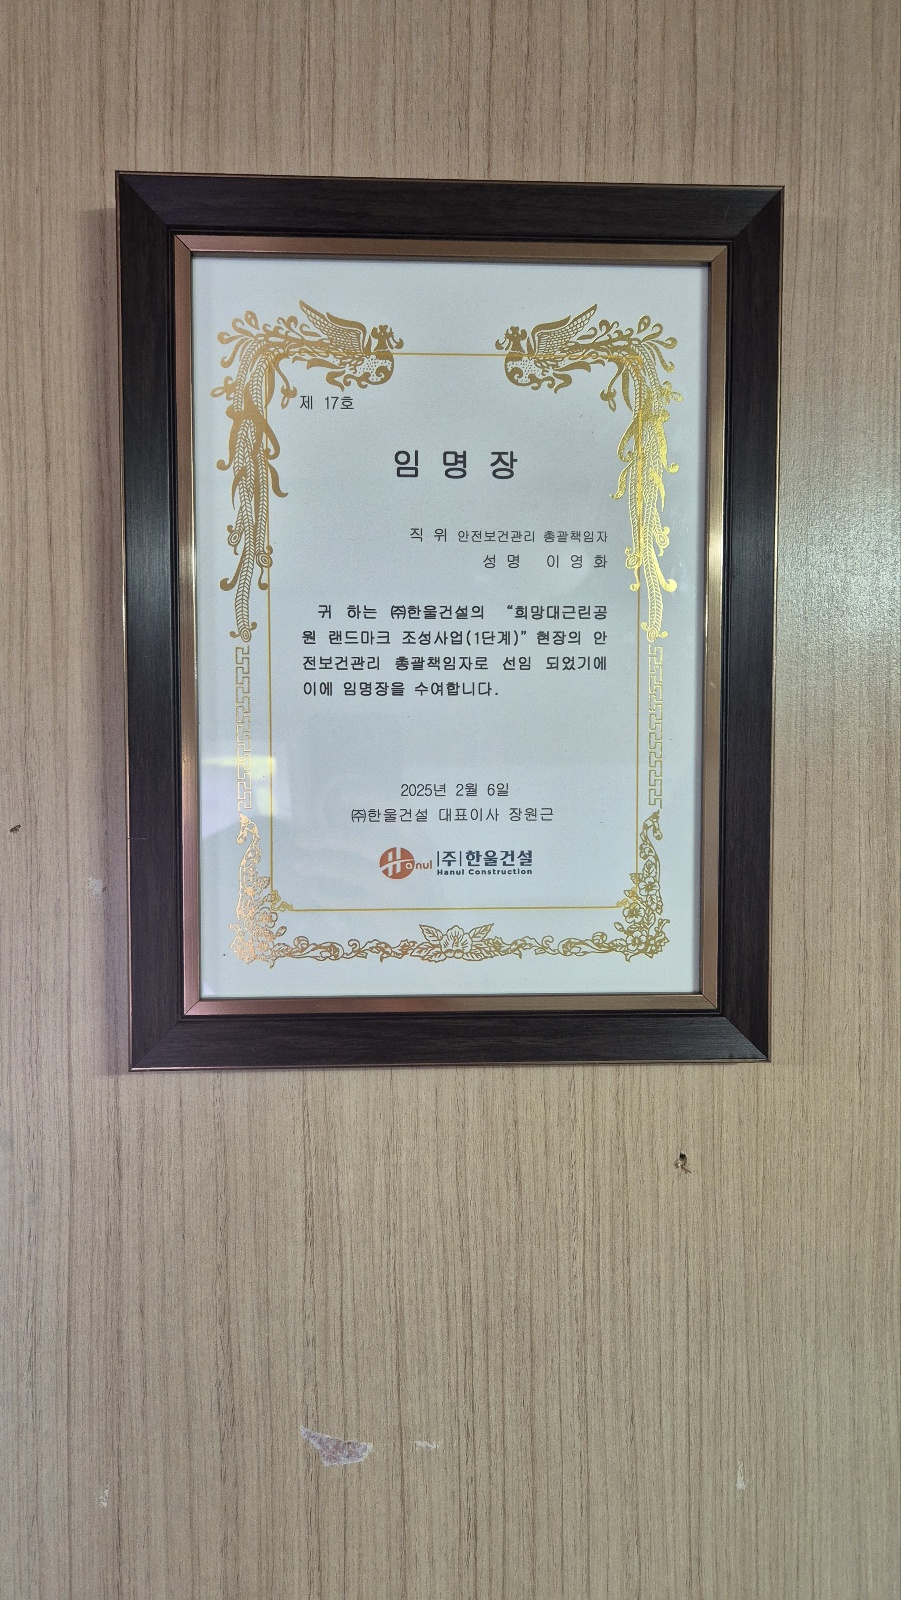 제 17호
임 명 장
직 위 안전보건관리 총괄책임자
성 명 이 영 화
귀 하는 ㈜한울건설의 “희망대근린공
원 랜드마크 조성사업(1단계)” 현장의 안
전보건관리 총괄책임자로 선임 되었기에
이에 임명장을 수여합니다.
2025년 2월 6일
㈜한울건설 대표이사 장원근
Hanul |주|한울건설
Hanul Construction